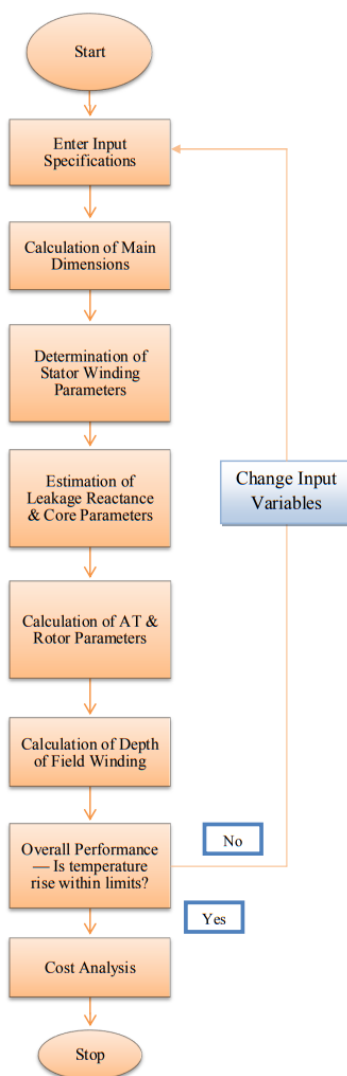 Start
Enter Input
Specifications
Calculation of Main
Dimensions
Determination of
Stator Winding
Parameters
Estimation of
Leakage Reactance
& Core Parameters
Change Input
Variables
Calculation of AT &
Rotor Parameters
Calculation of Depth
of Field Winding
Overall Performance
— Is temperature
rise within limits?
No
Yes
Cost Analysis
Stop